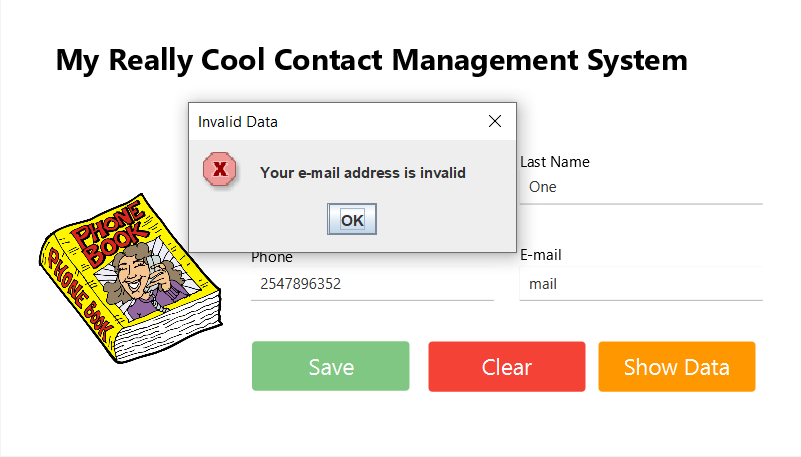 My Really Cool Contact Management System
Invalid Data
X
Your e-mail address is invalid
OK
Last Name
One
PHONE
BOOK
PHONE BOOK
Phone
2547896352
E-mail
mail
Save
Clear
Show Data